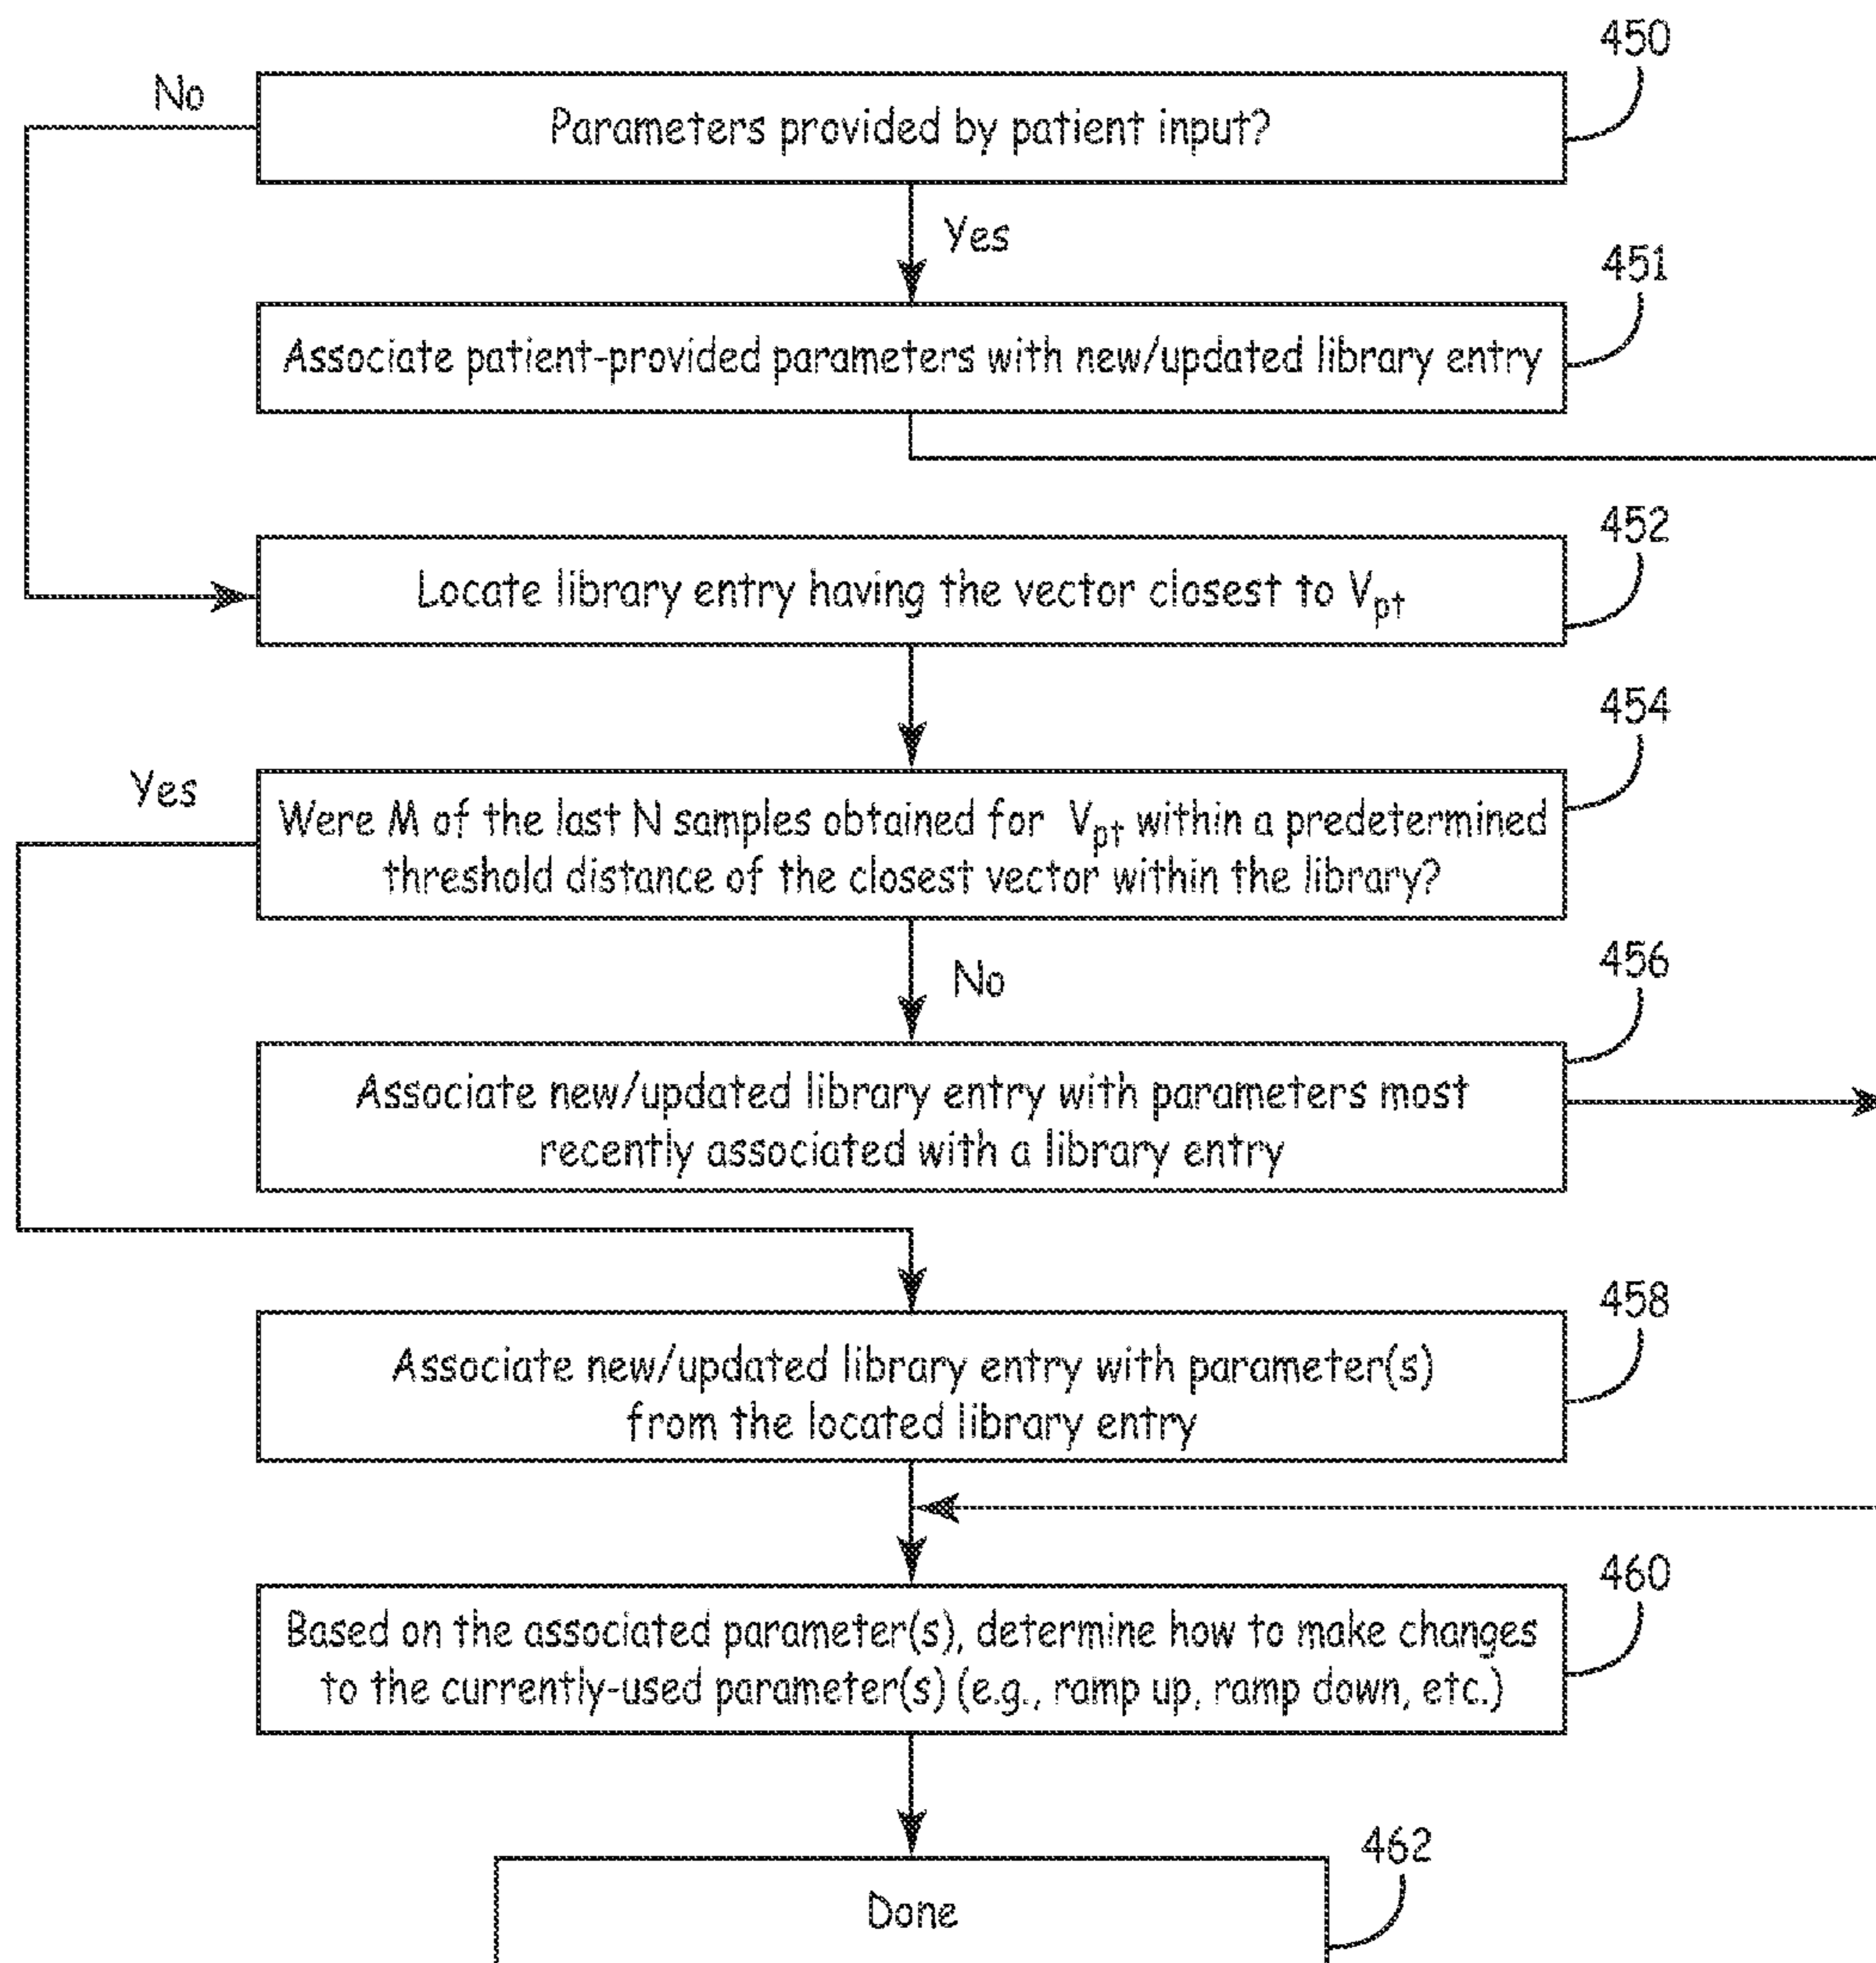 450
No
Parameters provided by patient input?
Yes
451
Associate patient-provided parameters with new/updated library entry
452
Locate library entry having the vector closest to Vpt
454
Yes
Were M of the last N samples obtained for Vpt within a predetermined
threshold distance of the closest vector within the library?
456
No
Associate new/updated library entry with parameters most
recently associated with a library entry
458
Associate new/updated library entry with parameter(s)
from the located library entry
460
Based on the associated parameter(s), determine how to make changes
to the currently-used parameter(s) (e.g., ramp up, ramp down, etc.)
462
Done